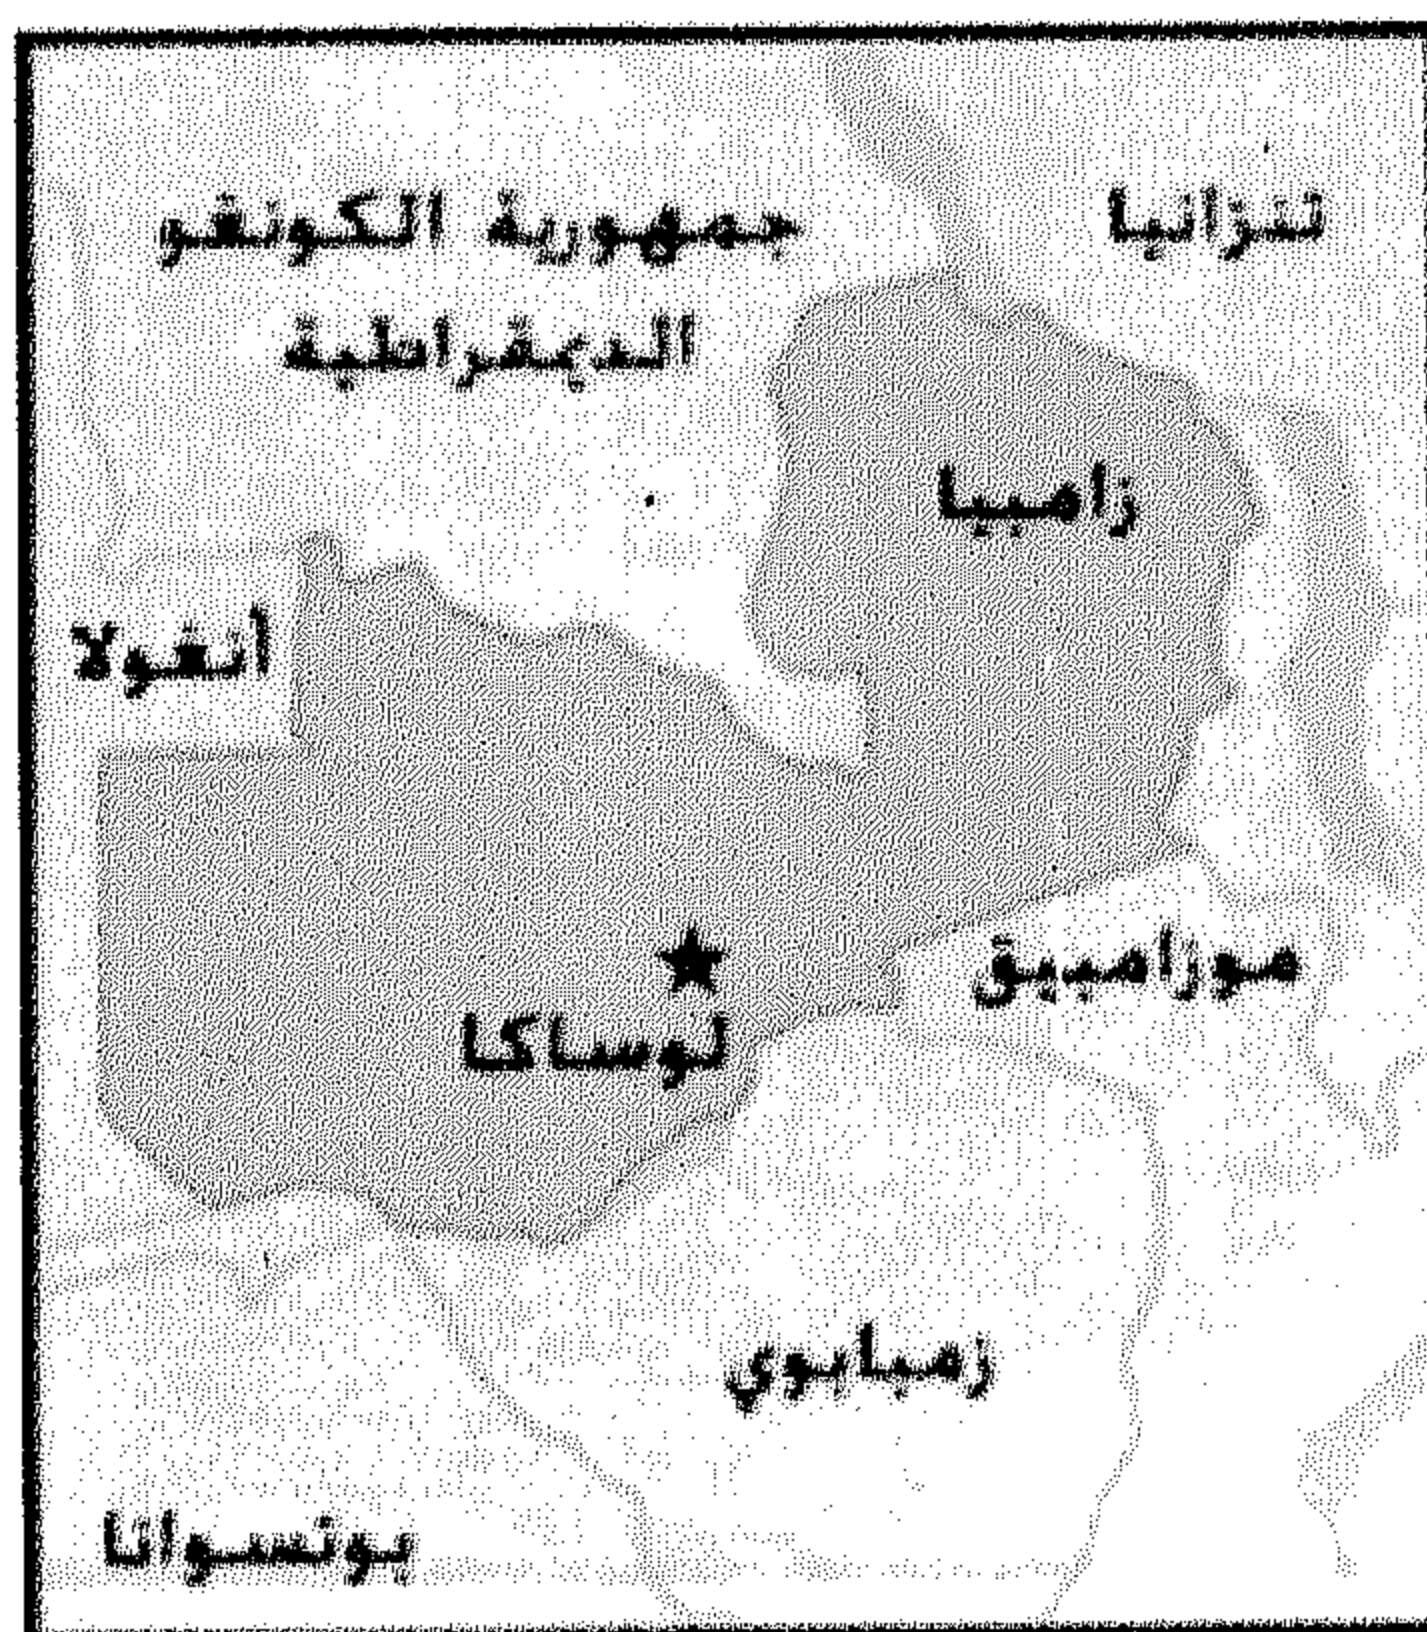 جمهورية الكونغو
الديمقراطية
تنزانيا
زامبيا
أنغولا
لوساكا
موزامبيق
زمبابوي
بوتسوانا